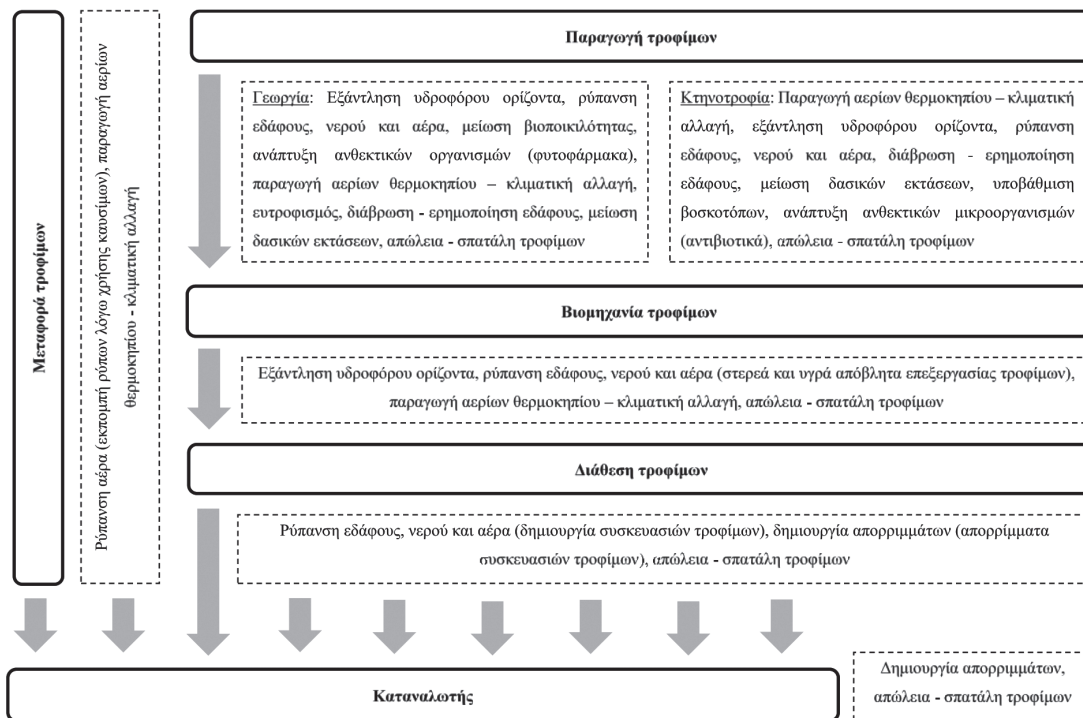 Μεταφορά τροφίμων
Ρύπανση αέρα (εκπομπή ρύπων λόγω χρήσης καυσίμων), παραγωγή αερίων
θερμοκηπίου - κλιματική αλλαγή
Παραγωγή τροφίμων
Γεωργία: Εξάντληση υδροφόρου ορίζοντα, ρύπανση
εδάφους, νερού και αέρα, μείωση βιοποικιλότητας,
ανάπτυξη ανθεκτικών οργανισμών (φυτοφάρμακα),
παραγωγή αερίων θερμοκηπίου – κλιματική αλλαγή,
ευτροφισμός, διάβρωση - ερημοποίηση εδάφους, μείωση
δασικών εκτάσεων, απώλεια - σπατάλη τροφίμων
Κτηνοτροφία: Παραγωγή αερίων θερμοκηπίου – κλιματική
αλλαγή, εξάντληση υδροφόρου ορίζοντα, ρύπανση
εδάφους, νερού και αέρα, διάβρωση - ερημοποίηση
εδάφους, μείωση δασικών εκτάσεων, υποβάθμιση
βοσκοτόπων, ανάπτυξη ανθεκτικών μικροοργανισμών
(αντιβιοτικά), απώλεια - σπατάλη τροφίμων
Βιομηχανία τροφίμων
Εξάντληση υδροφόρου ορίζοντα, ρύπανση εδάφους, νερού και αέρα (στερεά και υγρά απόβλητα επεξεργασίας τροφίμων),
παραγωγή αερίων θερμοκηπίου – κλιματική αλλαγή, απώλεια - σπατάλη τροφίμων
Διάθεση τροφίμων
Ρύπανση εδάφους, νερού και αέρα (δημιουργία συσκευασιών τροφίμων), δημιουργία απορριμμάτων (απορρίμματα
συσκευασιών τροφίμων), απώλεια - σπατάλη τροφίμων
Καταναλωτής
Δημιουργία απορριμμάτων,
απώλεια - σπατάλη τροφίμων